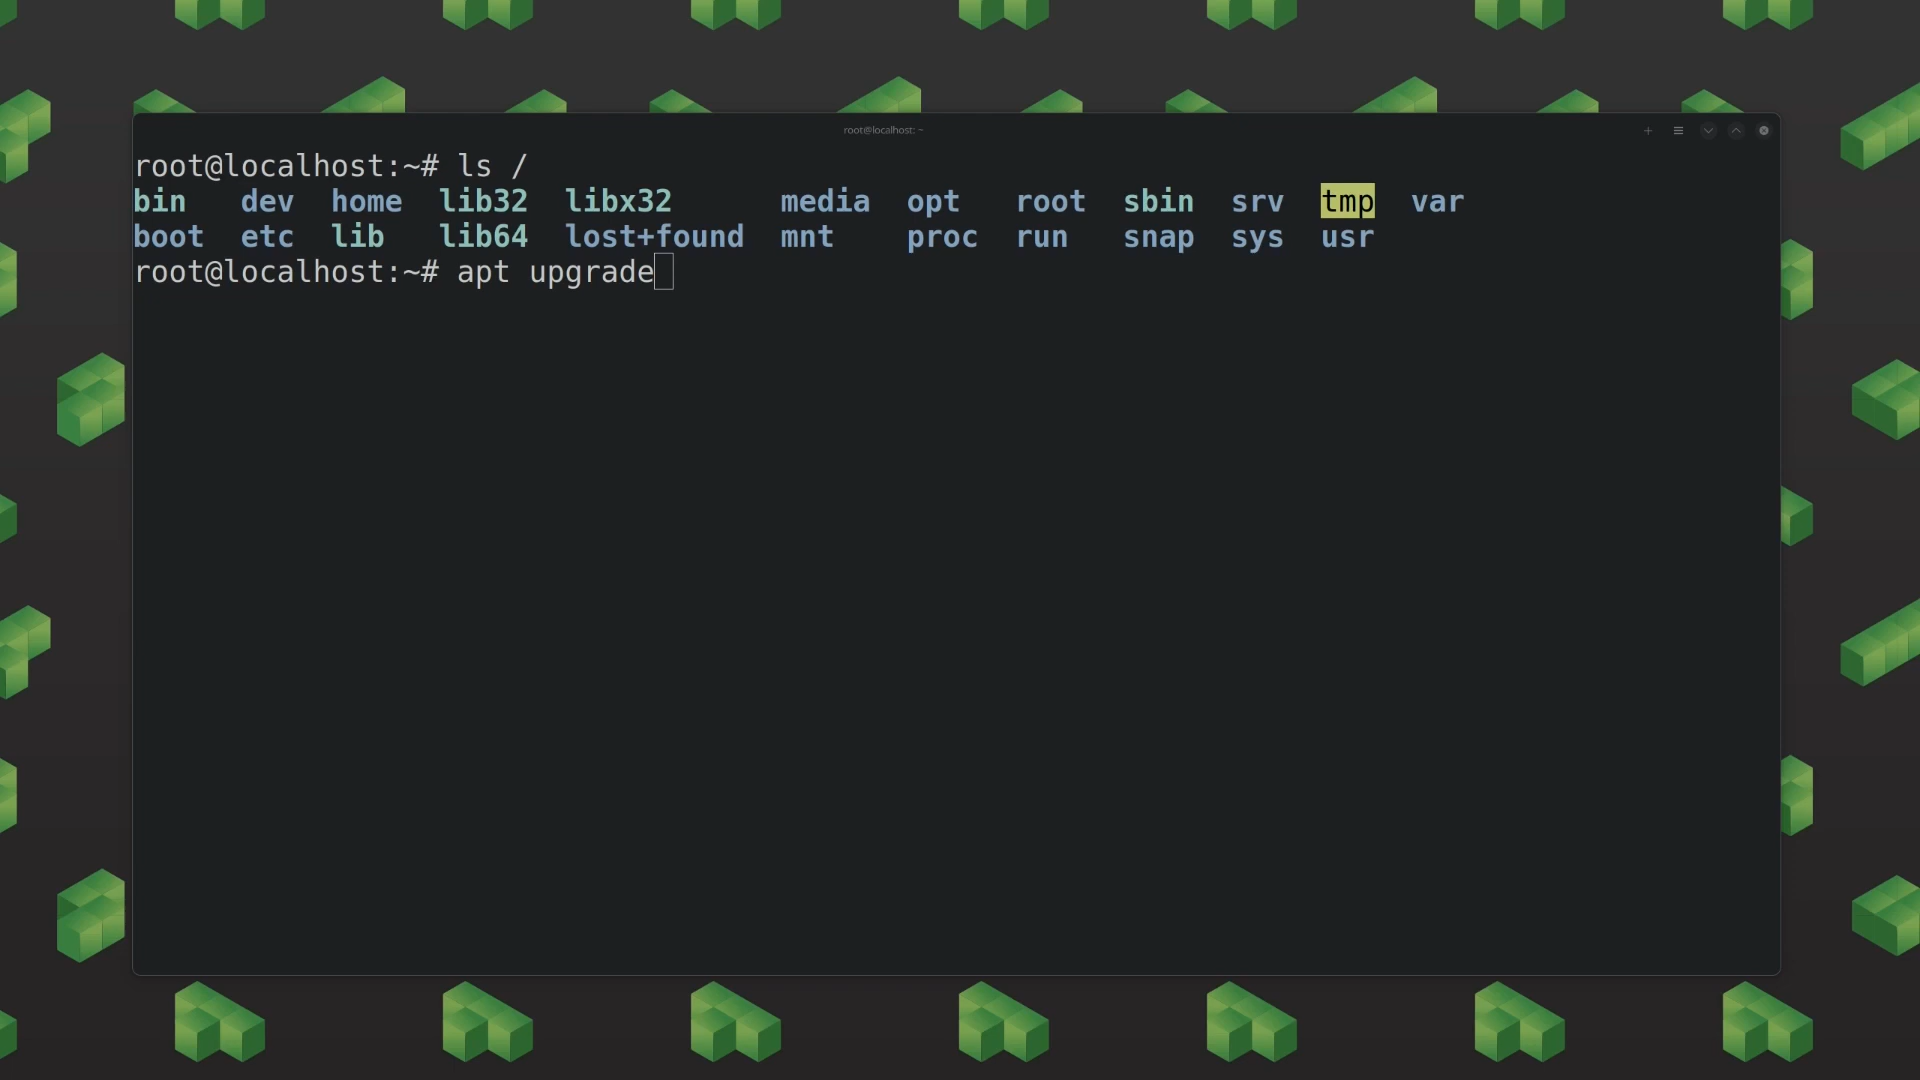 root@localhost: ~
root@localhost:~# ls /
bin dev home lib32 libx32 media opt root sbin srv tmp var
boot etc lib lib64 lost+found mnt proc run snap sys usr
root@localhost:~# apt upgrade